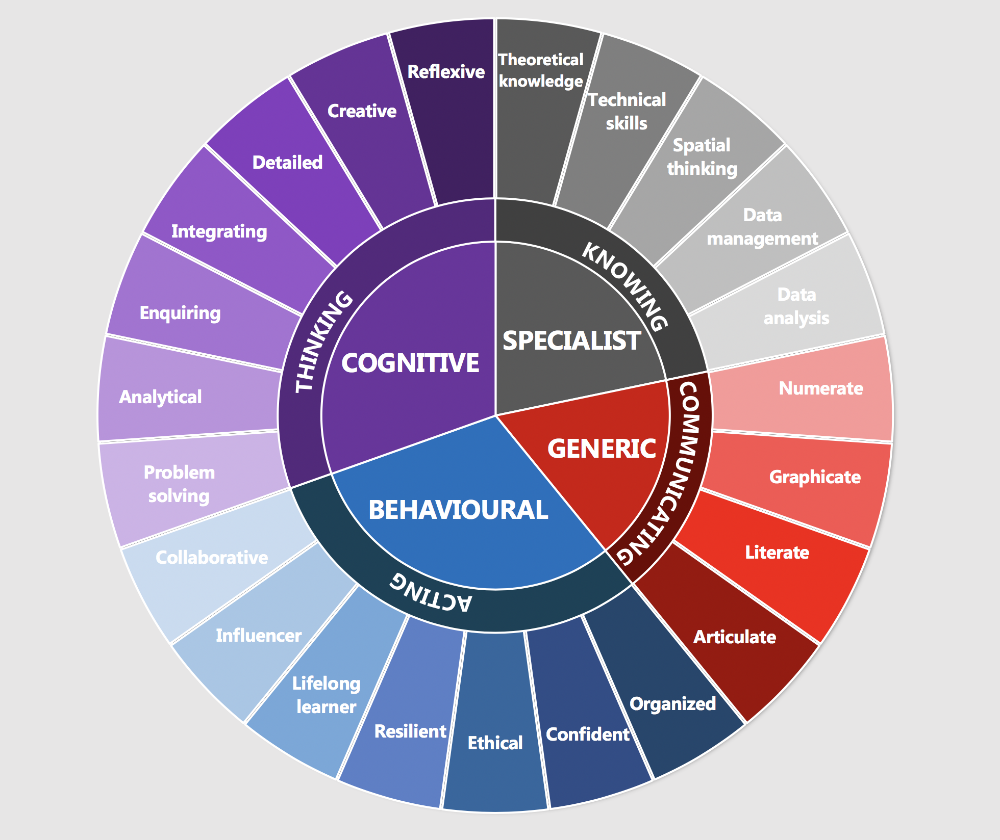 Theoretical
knowledge
Technical
skills
Spatial
thinking
Data
management
Data
analysis
Numerate
Graphicate
Literate
Articulate
Organized
Confident
Ethical
Resilient
Lifelong
learner
Influencer
Collaborative
Problem
solving
Analytical
Enquiring
Integrating
Detailed
Creative
Reflexive
KNOWING
COMMUNICATING
ACTING
THINKING
SPECIALIST
GENERIC
BEHAVIOURAL
COGNITIVE